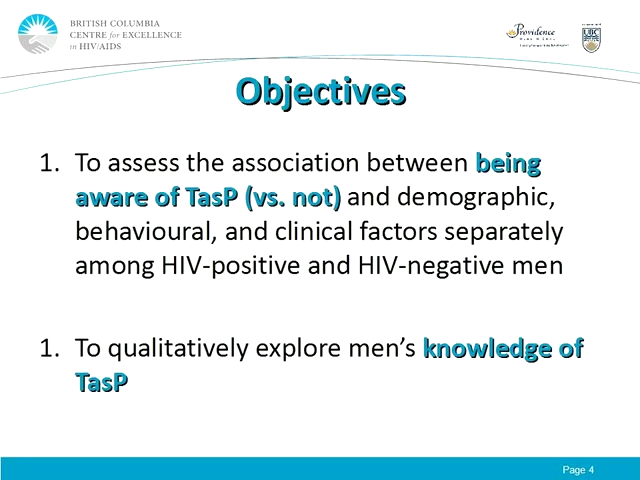 BRITISH COLUMBIA
CENTRE for EXCELLENCE
in HIV/AIDS
Providence
UBC
Objectives
1. To assess the association between being
aware of TasP (vs. not) and demographic,
behavioural, and clinical factors separately
among HIV-positive and HIV-negative men
1. To qualitatively explore men's knowledge of
TasP
Page 4